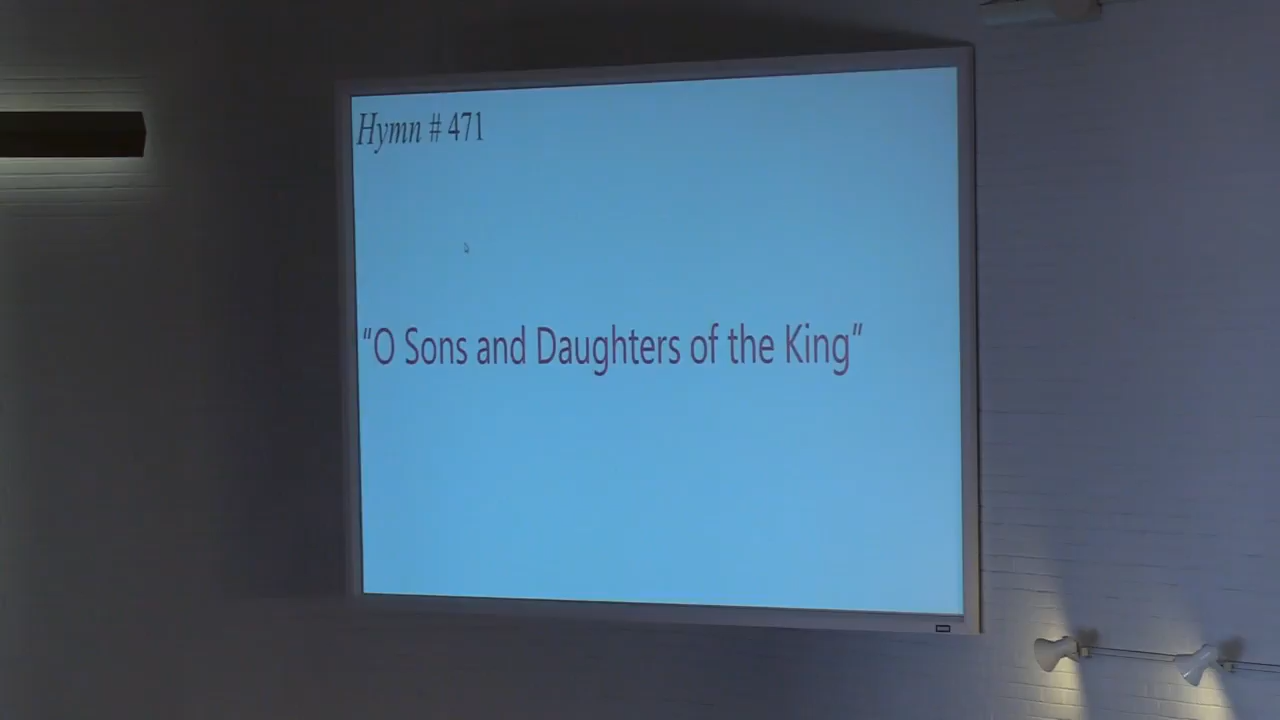 Hymn # 471
“O Sons and Daughters of the King”